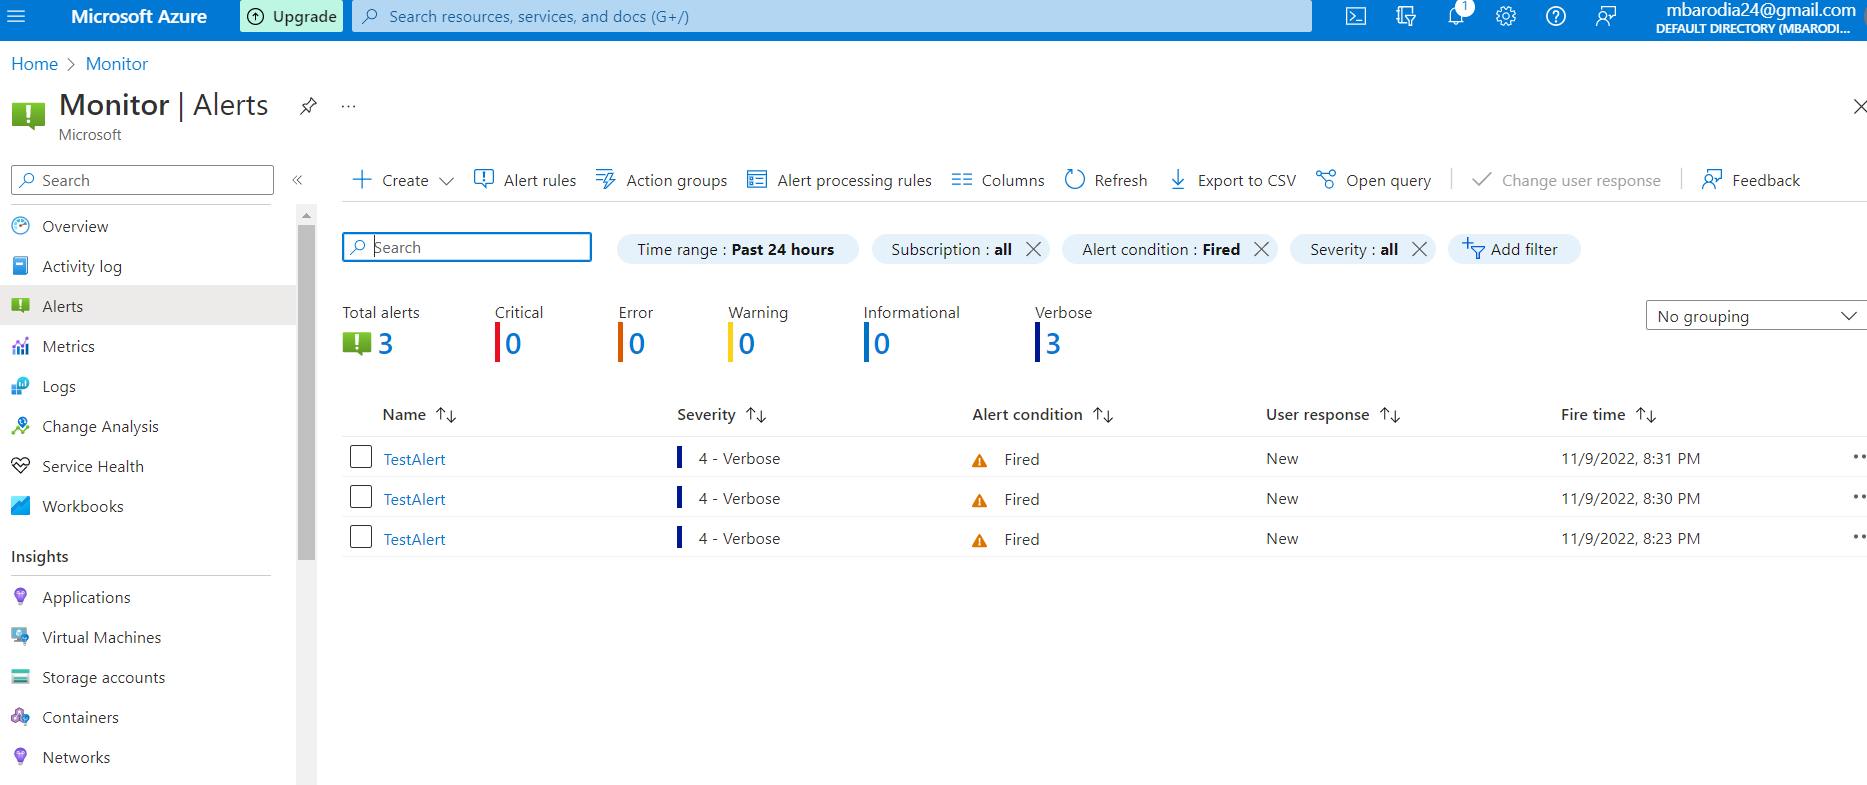 Microsoft Azure
Upgrade
Search resources, services, and docs (G+/)
1
mbarodia24@gmail.com
DEFAULT DIRECTORY (MBARODI...
Home > Monitor
Monitor | Alerts
...
Microsoft
Search
«
Create
Alert rules
Action groups
Alert processing rules
Columns
Refresh
Export to CSV
Open query
Change user response
Feedback
Overview
Activity log
Alerts
Metrics
Logs
Change Analysis
Service Health
Workbooks
Insights
Applications
Virtual Machines
Storage accounts
Containers
Networks
Search
Time range : Past 24 hours
Subscription : all
Alert condition : Fired
Severity : all
Add filter
Total alerts
3
Critical
0
Error
0
Warning
0
Informational
0
Verbose
3
No grouping
Name Severity Alert condition User response Fire time
TestAlert 4 - Verbose Fired New 11/9/2022, 8:31 PM
TestAlert 4 - Verbose Fired New 11/9/2022, 8:30 PM
TestAlert 4 - Verbose Fired New 11/9/2022, 8:23 PM